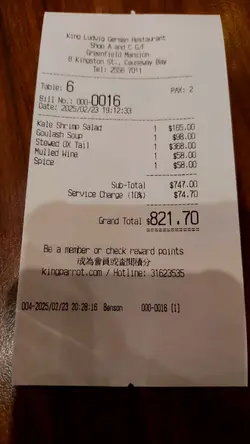 King Ludwig German Restaurant
Shop A and C G/F
Greenfield Mansion
8 Kingston St., Causeway Bay
Tel: 2558 7011
Table: 6 PAX: 2
Bill No.: 000-0016
Date: 2025/02/23 19:12:33
Kale Shrimp Salad 1 $165.00
Goulash Soup 1 $98.00
Stewed OX Tail 1 $368.00
Mulled Wine 1 $58.00
Spice 1 $58.00
Sub-Total $747.00
Service Charge (10%) $74.70
Grand Total $821.70
Be a member or check reward points
成為會員或查閱積分
kingparrot.com / Hotline: 31623535
004-2025/02/23 20:28:16 Benson 000-0016 [1]